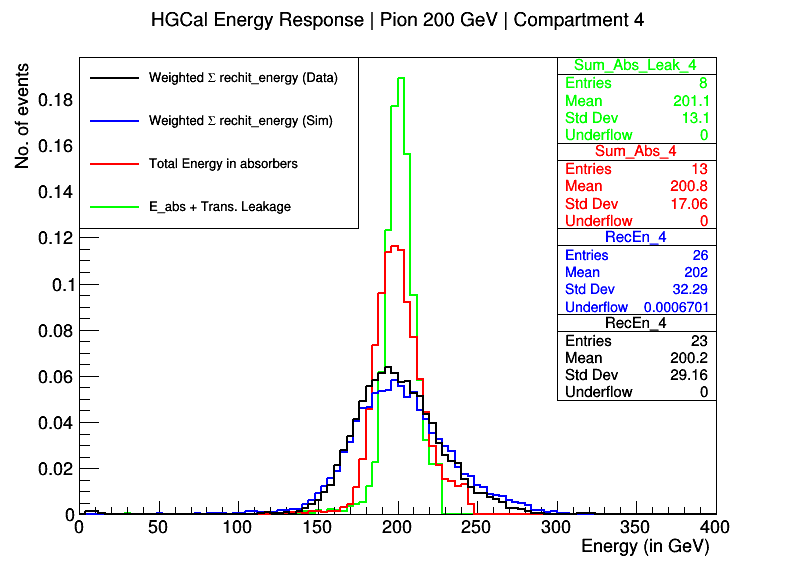 HGCal Energy Response | Pion 200 GeV | Compartment 4
No. of events
Weighted Σ rechit_energy (Data)
Weighted Σ rechit_energy (Sim)
Total Energy in absorbers
E_abs + Trans. Leakage
Sum_Abs_Leak_4
Entries 8
Mean 201.1
Std Dev 13.1
Underflow 0
Sum_Abs_4
Entries 13
Mean 200.8
Std Dev 17.06
Underflow 0
RecEn_4
Entries 26
Mean 202
Std Dev 32.29
Underflow 0.0006701
RecEn_4
Entries 23
Mean 200.2
Std Dev 29.16
Underflow 0
0.18
0.16
0.14
0.12
0.1
0.08
0.06
0.04
0.02
0
0 50 100 150 200 250 300 350 400
Energy (in GeV)